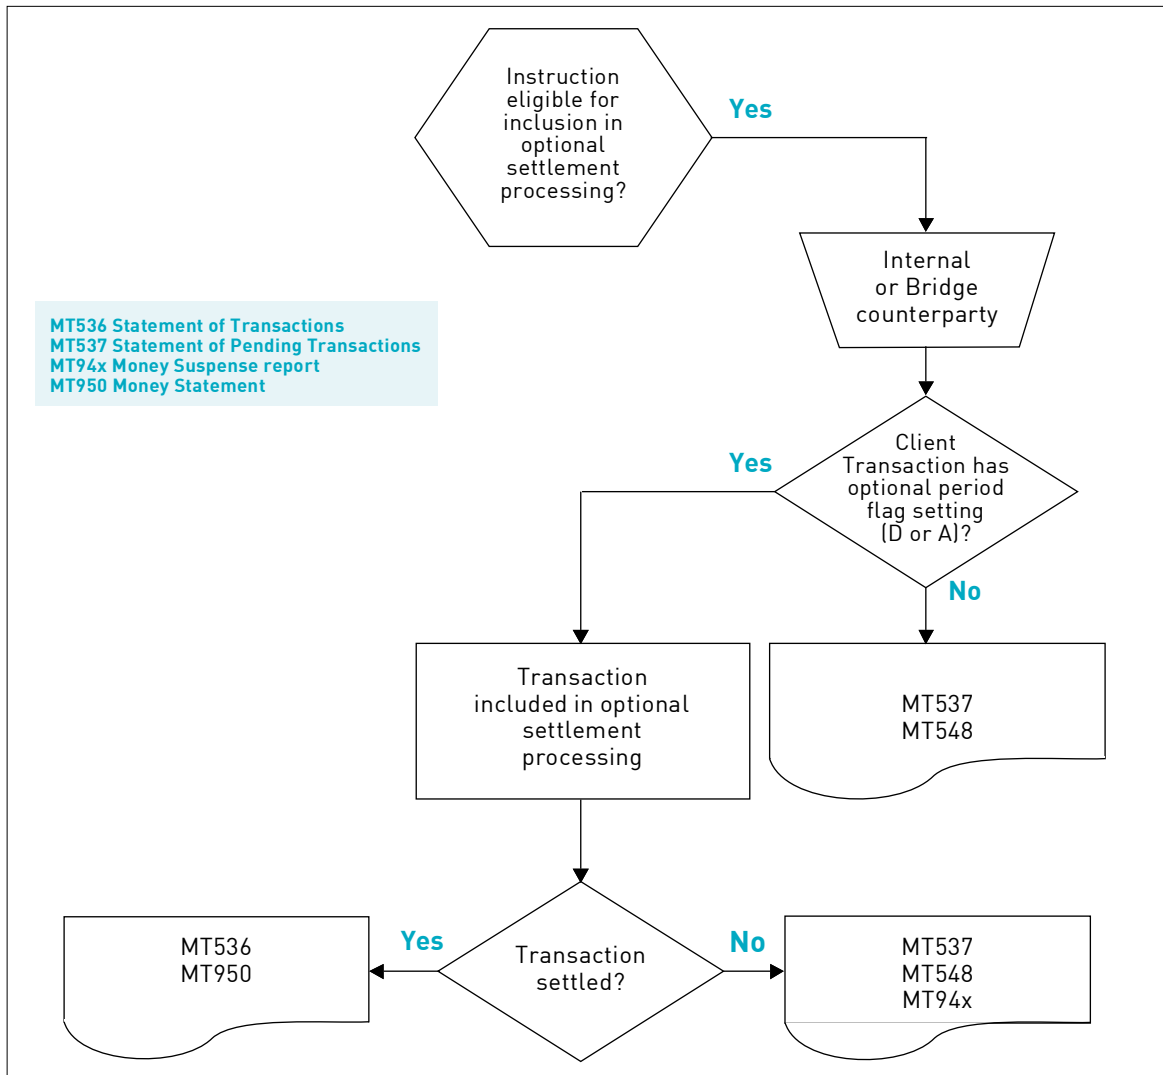 Instruction
eligible for
inclusion in
optional
settlement
processing?
Yes
Internal
or Bridge
counterparty
MT536 Statement of Transactions
MT537 Statement of Pending Transactions
MT94x Money Suspense report
MT950 Money Statement
Client
Transaction has
optional period
flag setting
(D or A)?
Yes
No
Transaction
included in optional
settlement
processing
MT537
MT548
Transaction
settled?
Yes
No
MT536
MT950
MT537
MT548
MT94x